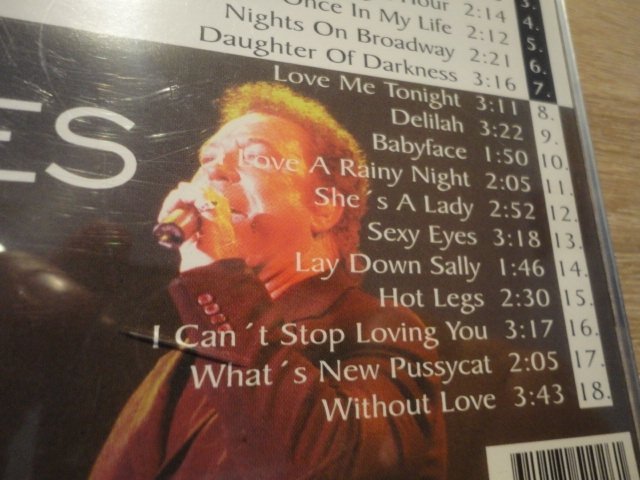 3.
Hour 2:14 4.
Once In My Life 2:12 5.
Nights On Broadway 2:21 6.
Daughter Of Darkness 3:16 7.
Love Me Tonight 3:11 8.
Delilah 3:22 9.
Babyface 1:50 10.
I Love A Rainy Night 2:05 11.
She´s A Lady 2:52 12.
Sexy Eyes 3:18 13.
Lay Down Sally 1:46 14.
Hot Legs 2:30 15.
I Can´t Stop Loving You 3:17 16.
What´s New Pussycat 2:05 17.
Without Love 3:43 18.
ES